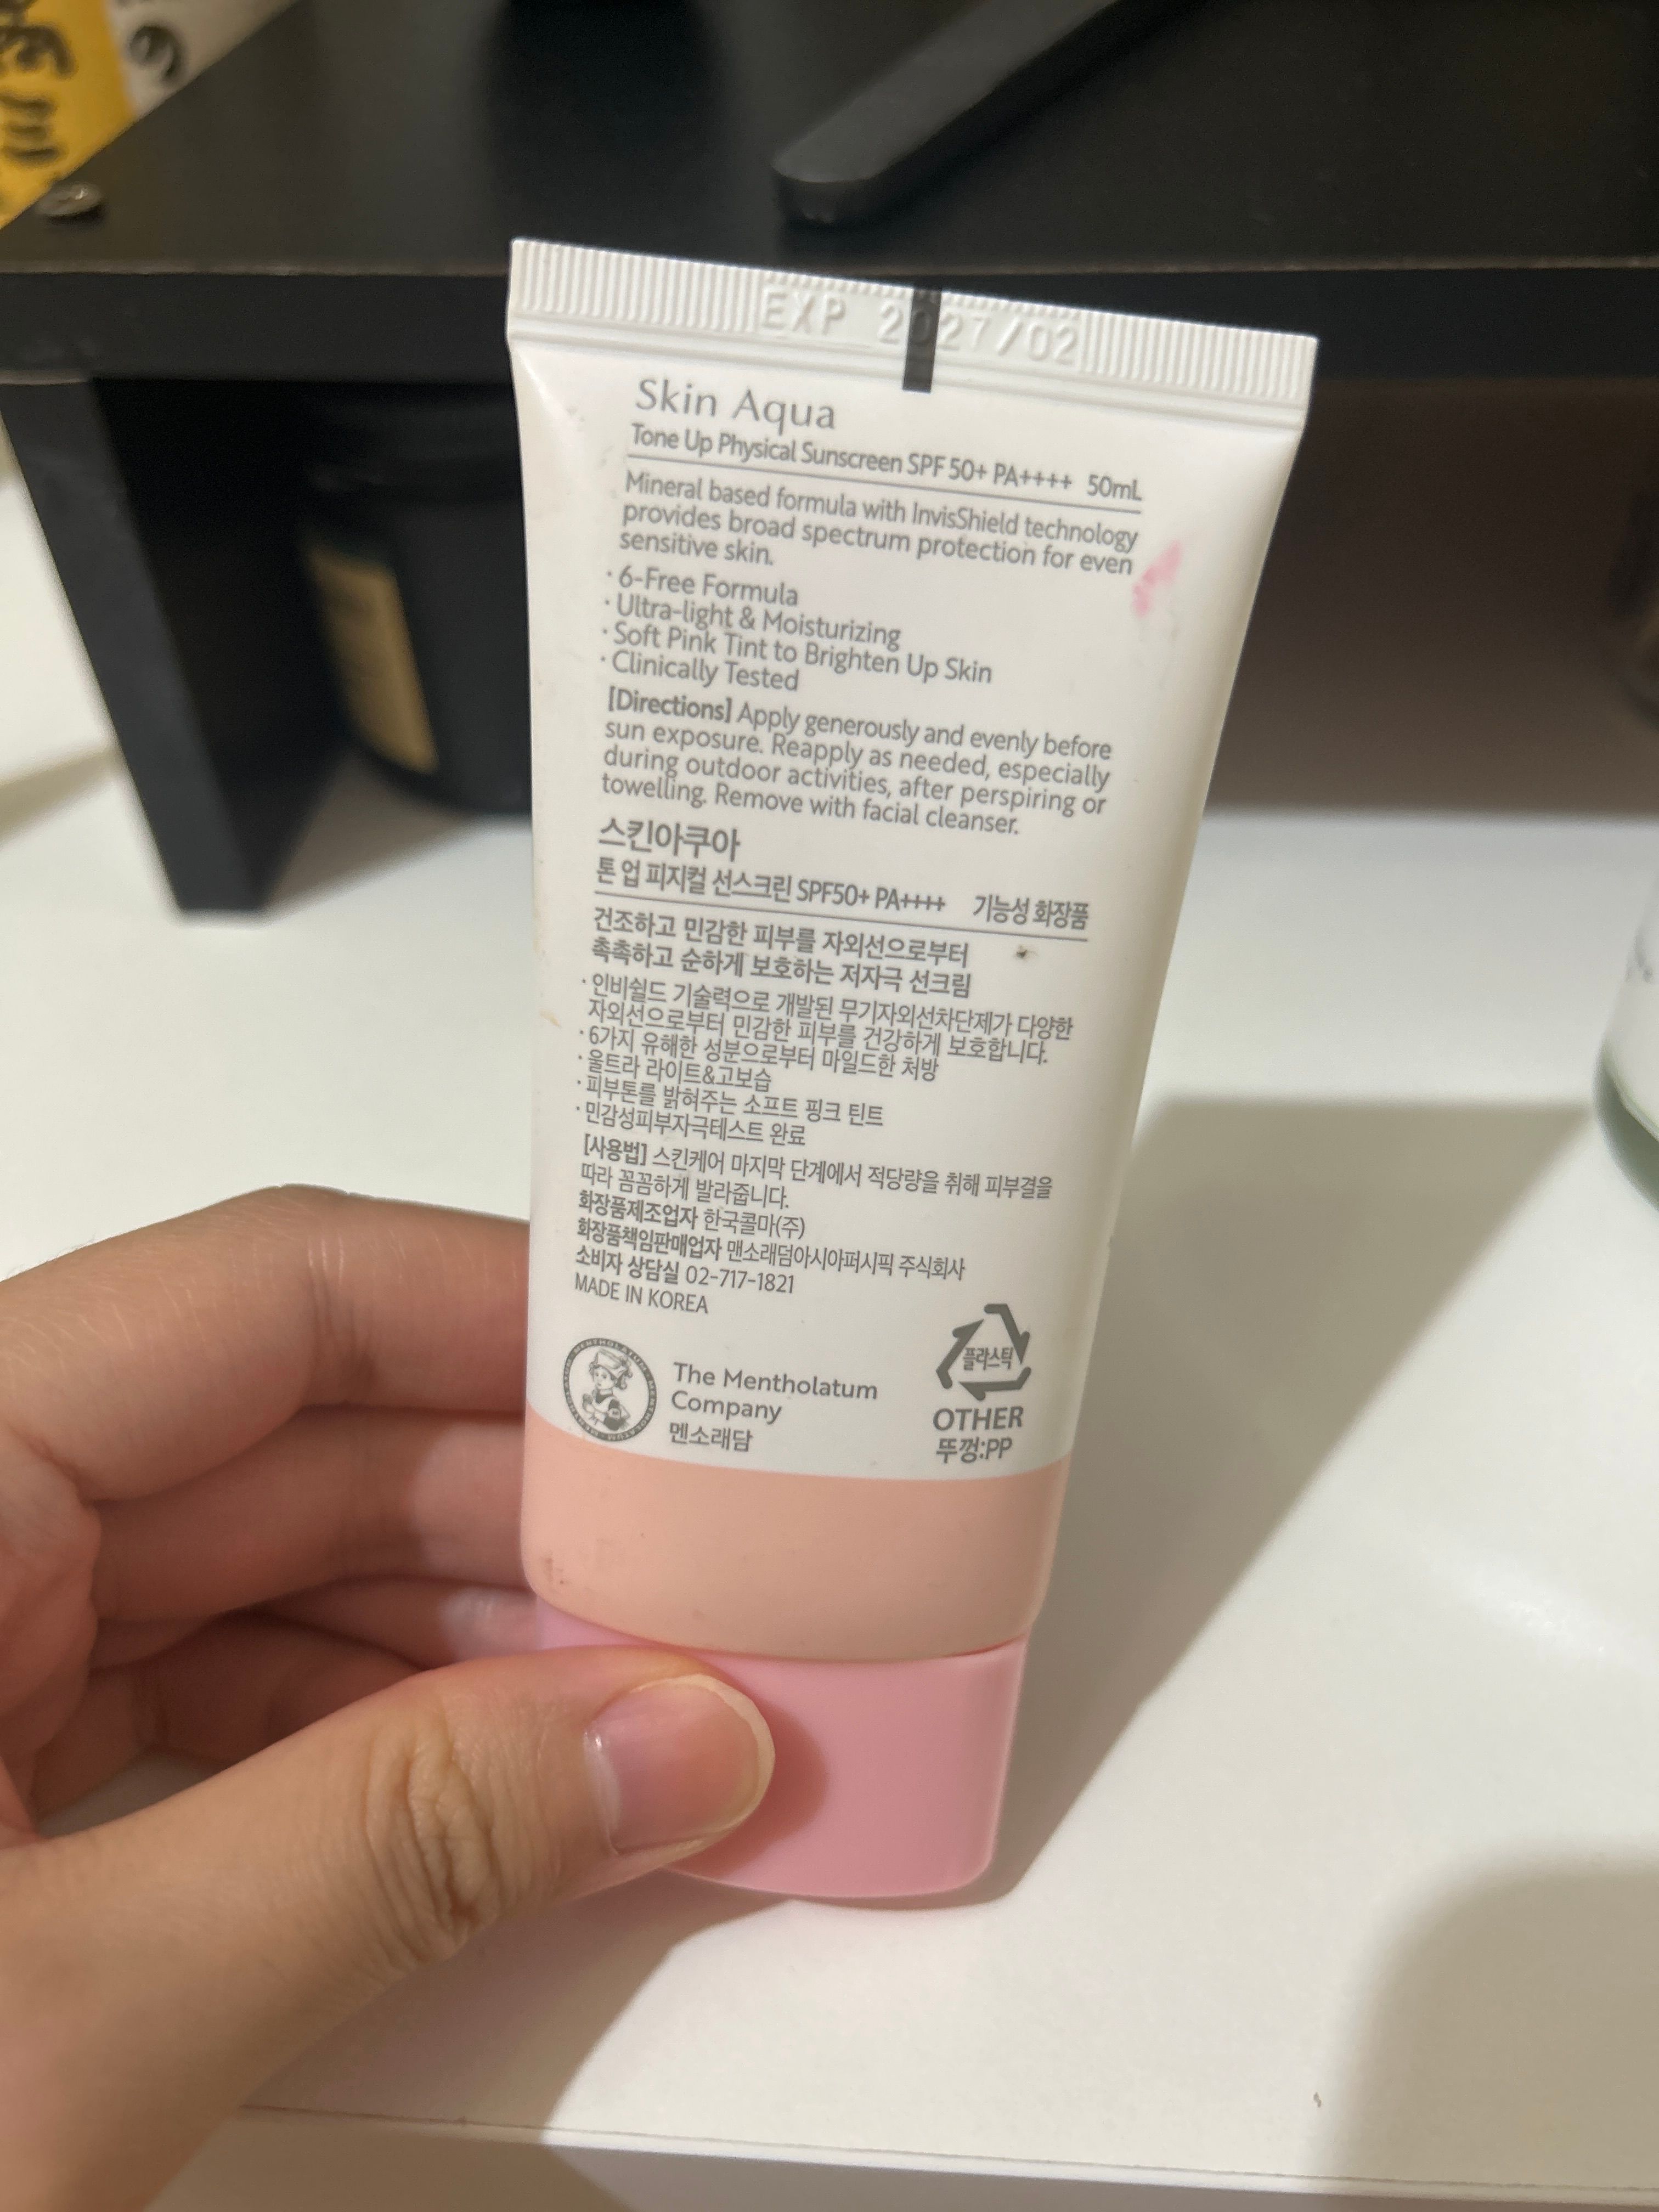 EXP 2027/02
Skin Aqua
Tone Up Physical Sunscreen SPF 50+ PA++++ 50mL
Mineral based formula with InvisShield technology
provides broad spectrum protection for even
sensitive skin.
· 6-Free Formula
· Ultra-light & Moisturizing
· Soft Pink Tint to Brighten Up Skin
· Clinically Tested
[Directions] Apply generously and evenly before
sun exposure. Reapply as needed, especially
during outdoor activities, after perspiring or
towelling. Remove with facial cleanser.
스킨아쿠아
톤 업 피지컬 선스크린 SPF50+ PA++++ 기능성 화장품
건조하고 민감한 피부를 자외선으로부터
촉촉하고 순하게 보호하는 저자극 선크림
· 인비쉴드 기술력으로 개발된 무기자외선차단제가 다양한
자외선으로부터 민감한 피부를 건강하게 보호합니다.
· 6가지 유해한 성분으로부터 마일드한 처방
· 울트라 라이트&고보습
· 피부톤를 밝혀주는 소프트 핑크 틴트
· 민감성피부자극테스트 완료
[사용법] 스킨케어 마지막 단계에서 적당량을 취해 피부결을
따라 꼼꼼하게 발라줍니다.
화장품제조업자 한국콜마(주)
화장품책임판매업자 맨소래덤아시아퍼시픽 주식회사
소비자 상담실 02-717-1821
MADE IN KOREA
The Mentholatum
Company
멘소래담
플라스틱
OTHER
뚜껑:PP